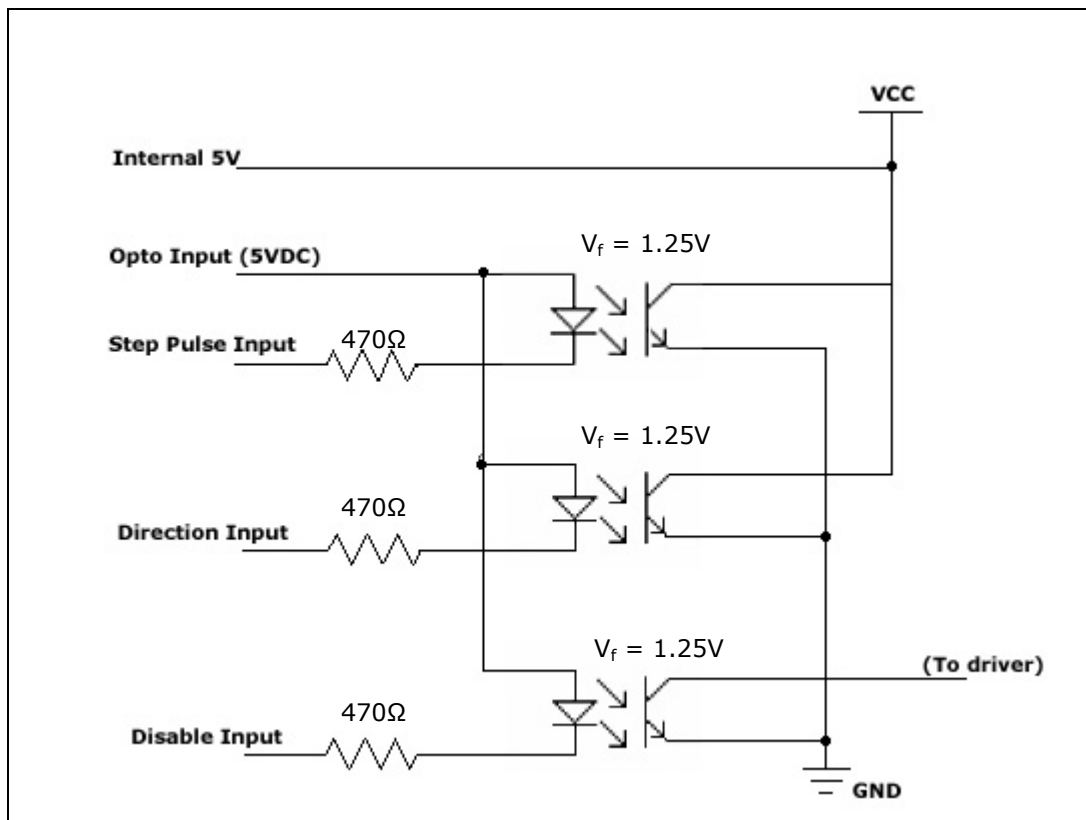 VCC
Internal 5V
Vf = 1.25V
Opto Input (5VDC)
470Ω
Step Pulse Input
Vf = 1.25V
470Ω
Direction Input
Vf = 1.25V
(To driver)
470Ω
Disable Input
GND